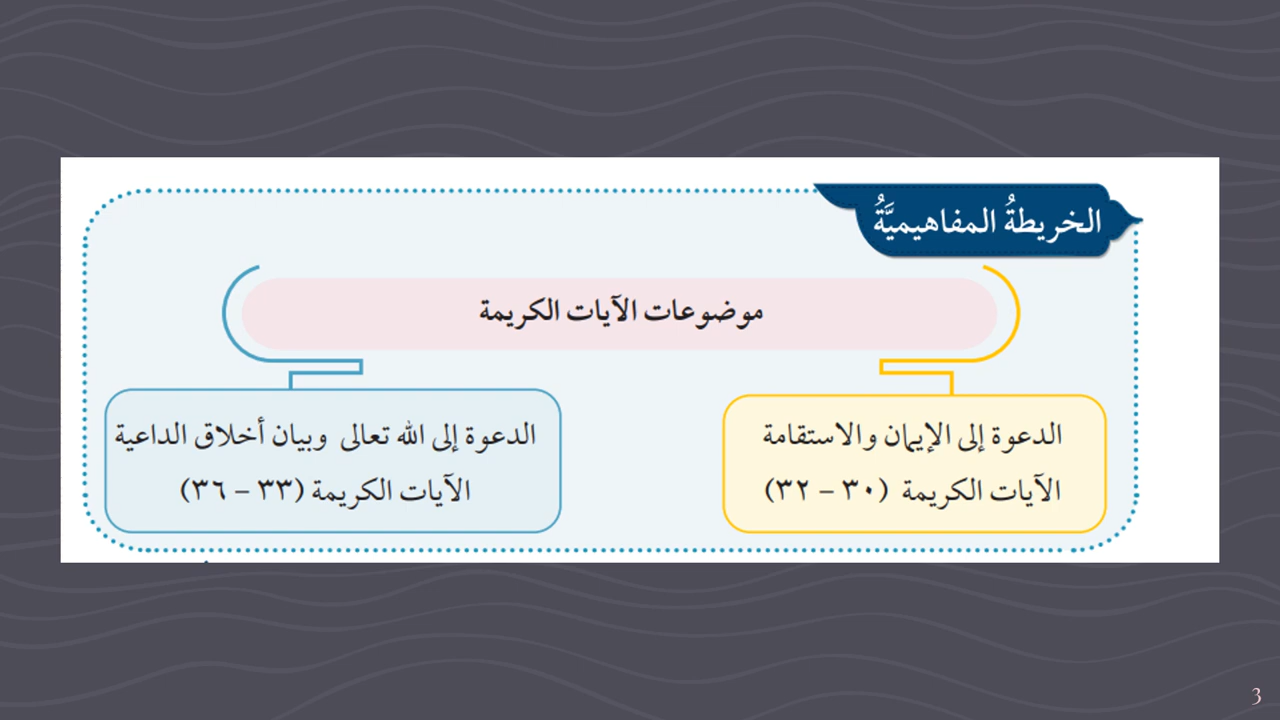 الخريطةُ المفاهيميَّةُ
موضوعات الآيات الكريمة
الدعوة إلى الإيمان والاستقامة
الآيات الكريمة (٣٠ – ٣٢)
الدعوة إلى الله تعالى وبيان أخلاق الداعية
الآيات الكريمة (٣٣ – ٣٦)
3